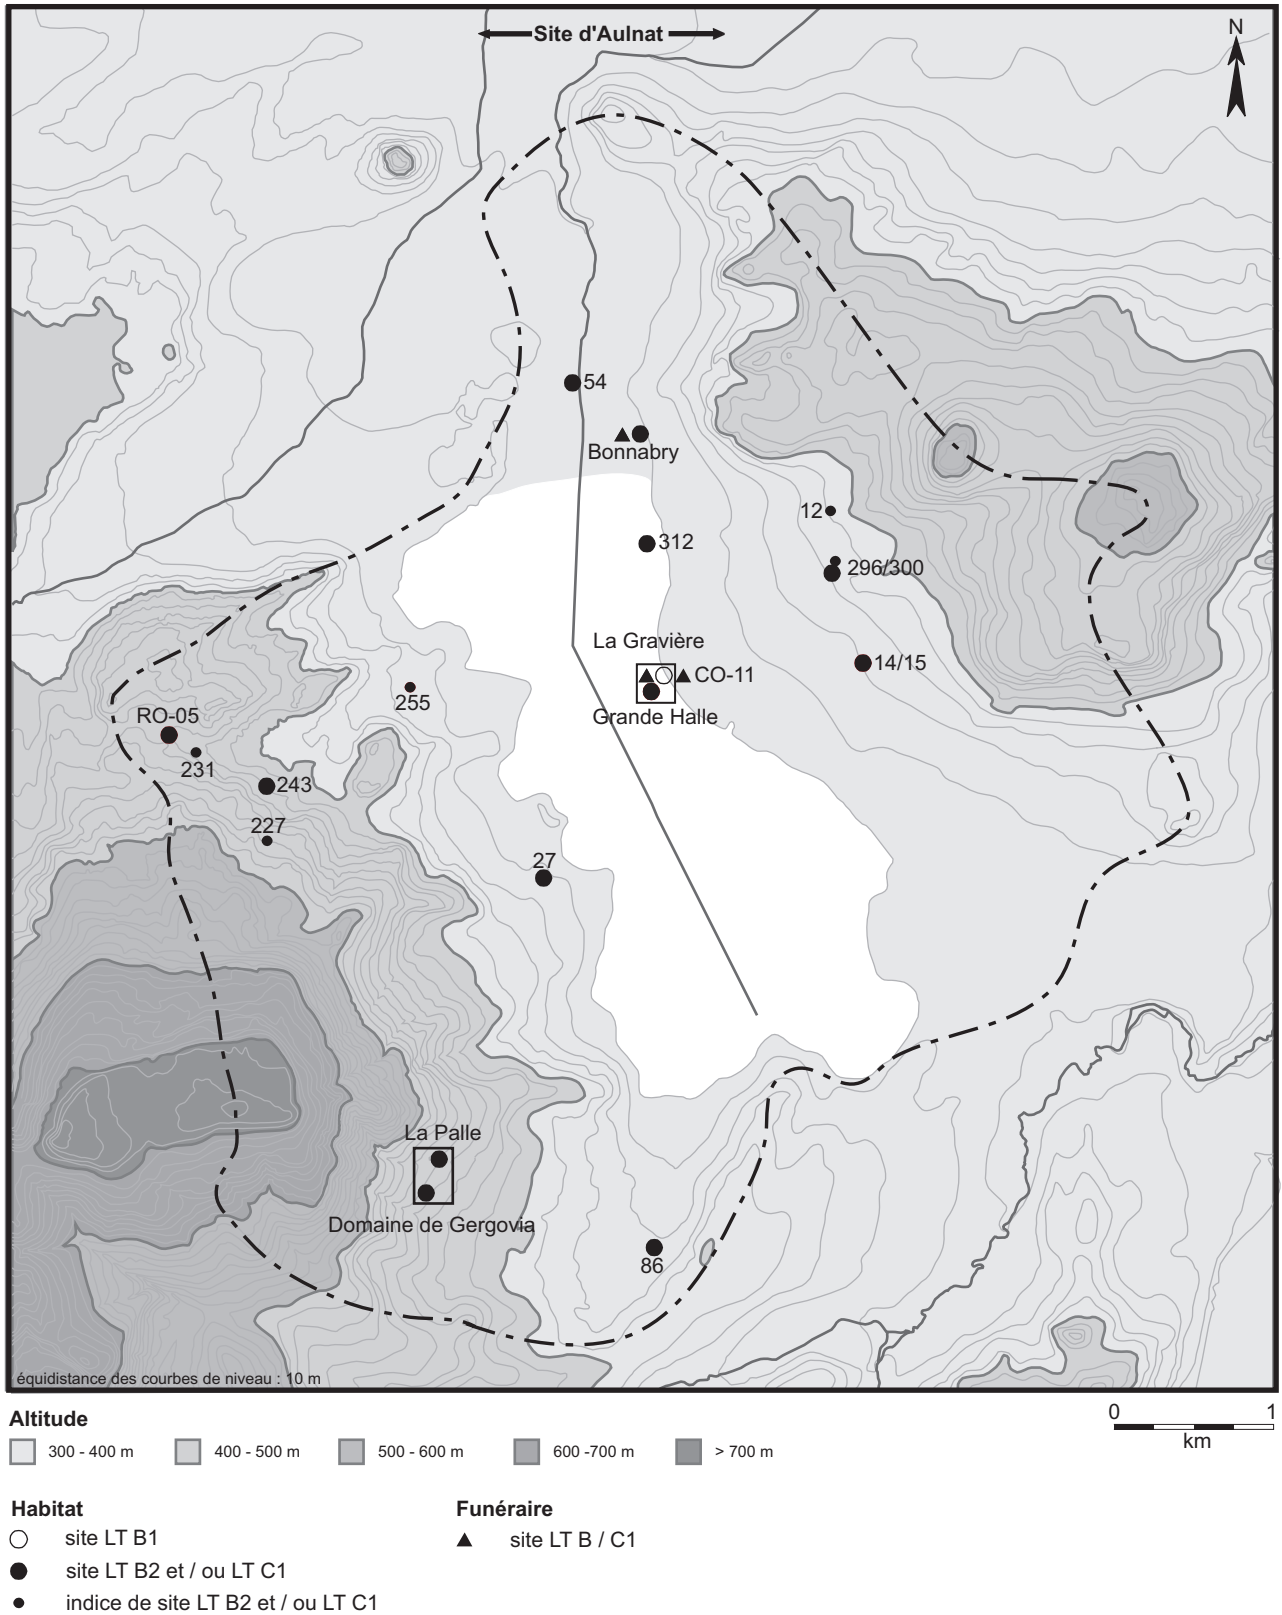 Site d'Aulnat
N
54
Bonnabry
12
312
296/300
La Gravière
14/15
CO-11
255
RO-05
Grande Halle
231
243
227
27
La Palle
Domaine de Gergovia
86
équidistance des courbes de niveau : 10 m
Altitude
0 1
km
300 - 400 m 400 - 500 m 500 - 600 m 600 -700 m > 700 m
Habitat Funéraire
site LT B1 site LT B / C1
site LT B2 et / ou LT C1
indice de site LT B2 et / ou LT C1